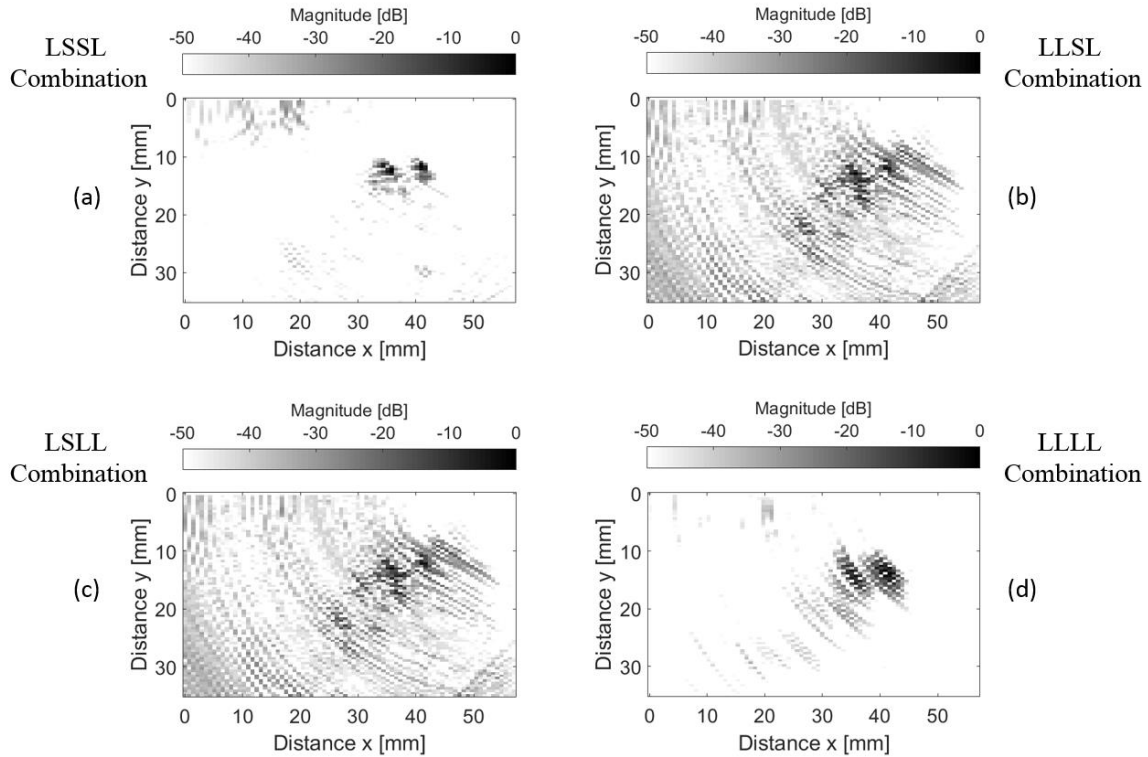 LSSL
Combination
Magnitude [dB]
-50 -40 -30 -20 -10 0
0
10
20
30
Distance y [mm]
0 10 20 30 40 50
Distance x [mm]
(a)
Magnitude [dB]
-50 -40 -30 -20 -10 0
LLSL
Combination
0
10
20
30
Distance y [mm]
0 10 20 30 40 50
Distance x [mm]
(b)
LSLL
Combination
Magnitude [dB]
-50 -40 -30 -20 -10 0
0
10
20
30
Distance y [mm]
0 10 20 30 40 50
Distance x [mm]
(c)
Magnitude [dB]
-50 -40 -30 -20 -10 0
LLLL
Combination
0
10
20
30
Distance y [mm]
0 10 20 30 40 50
Distance x [mm]
(d)